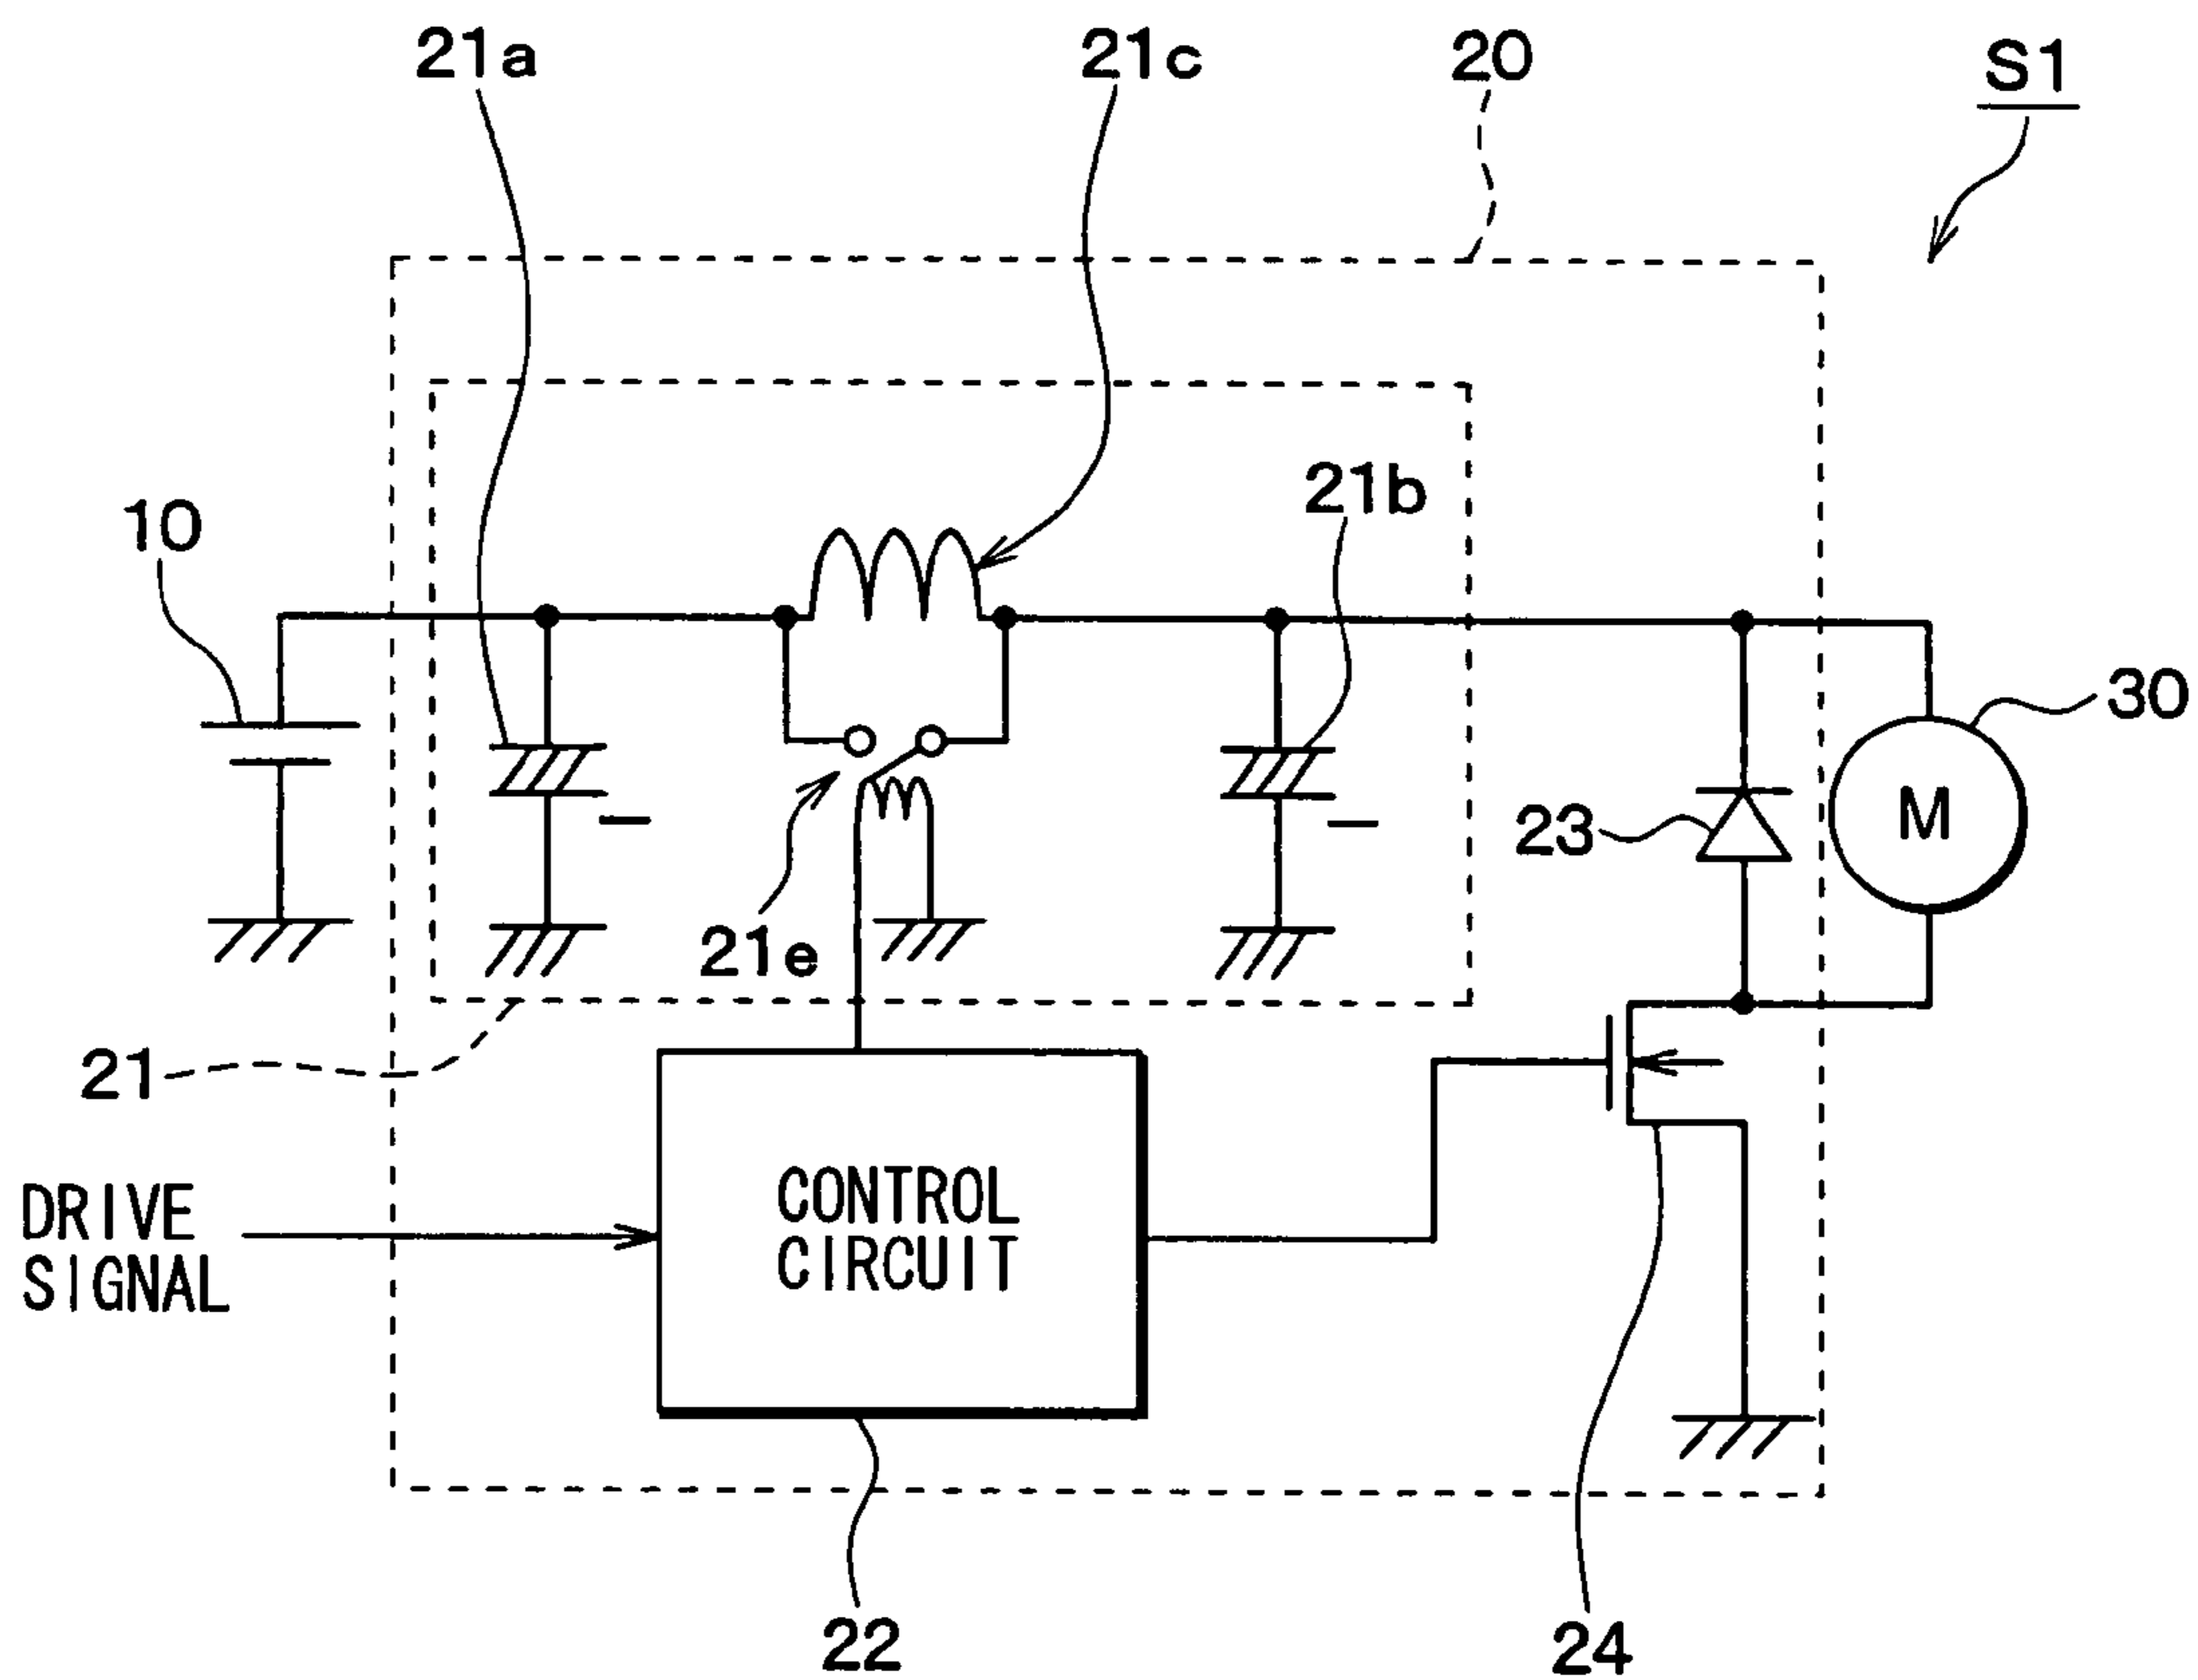 21a
21c
20
S1
10
21b
30
M
23
21e
21
DRIVE
SIGNAL
CONTROL
CIRCUIT
22
24